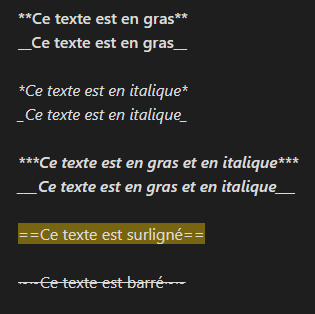 **Ce texte est en gras**
__Ce texte est en gras__
*Ce texte est en italique*
_Ce texte est en italique_
***Ce texte est en gras et en italique***
___Ce texte est en gras et en italique___
==Ce texte est surligné==
~~Ce texte est barré~~